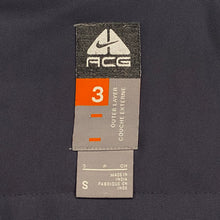 ACG
3
OUTER LAYER
COUCHE EXTERNE
S
MADE IN
INDIA
FABRIQUE EN
INDE